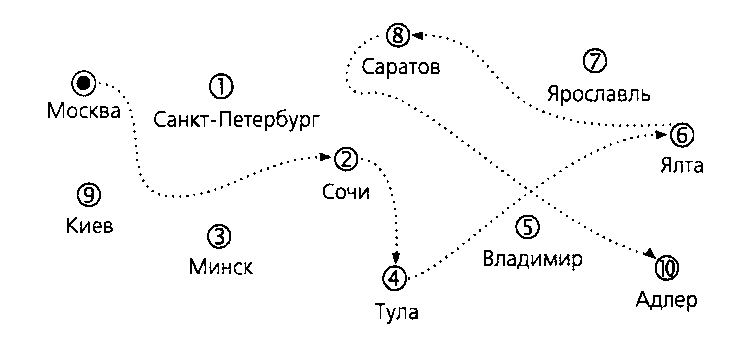 8
Саратов
7
Ярославль
Москва
1
Санкт-Петербург
6
Ялта
2
Сочи
9
Киев
3
Минск
5
Владимир
4
Тула
10
Адлер